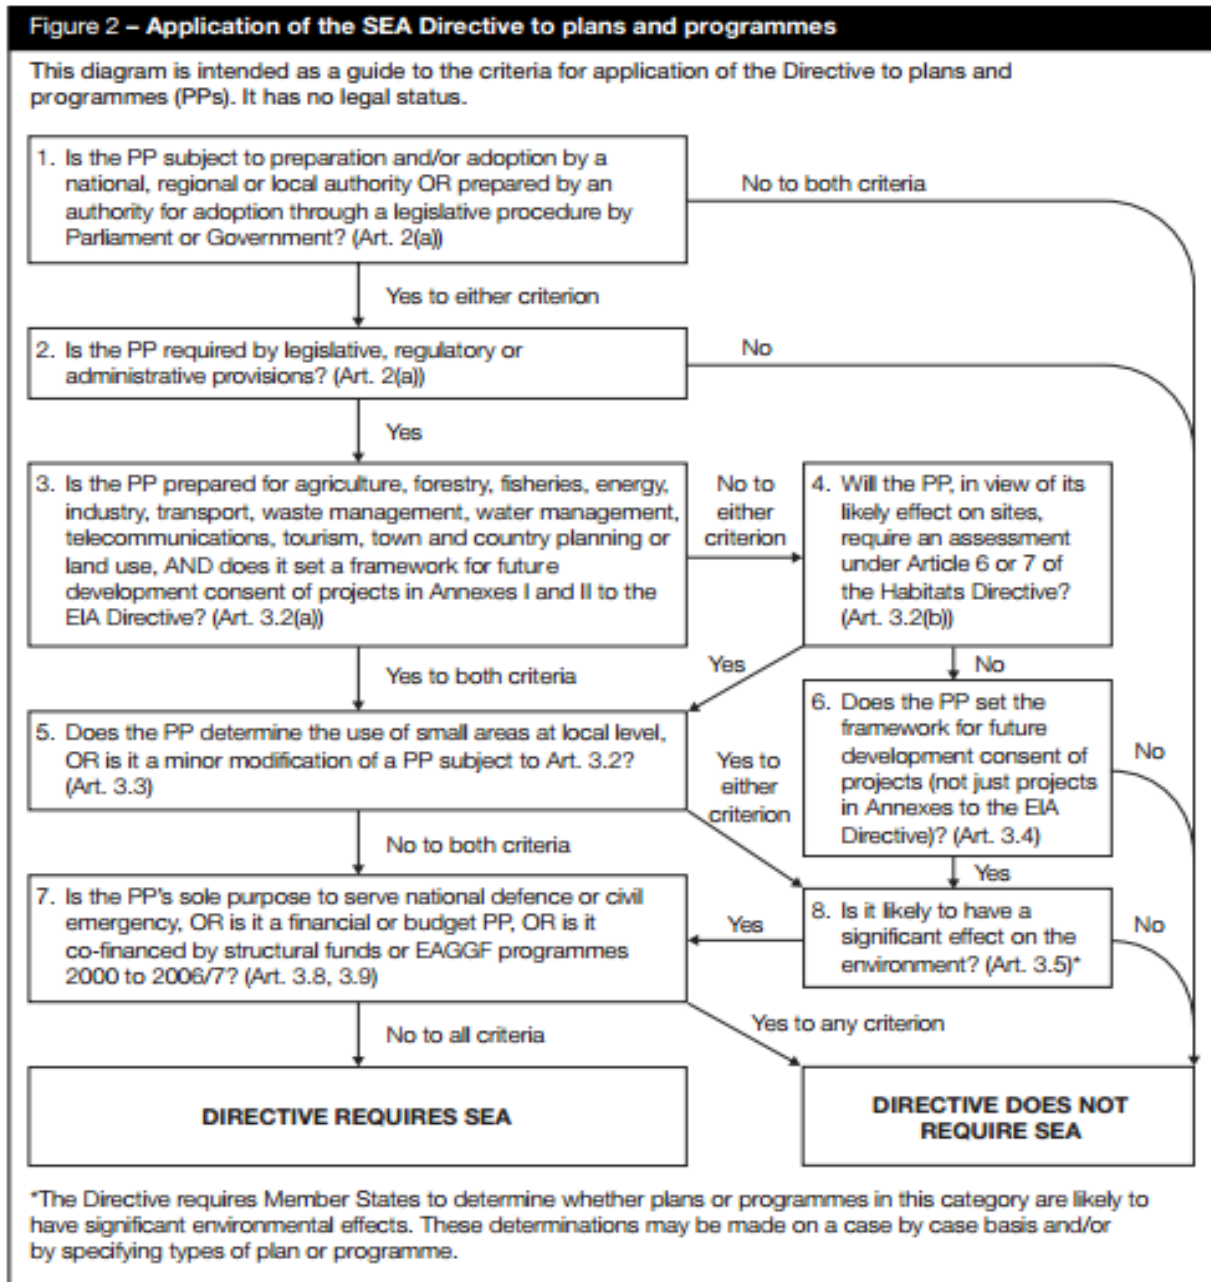 Figure 2 – Application of the SEA Directive to plans and programmes
This diagram is intended as a guide to the criteria for application of the Directive to plans and
programmes (PPs). It has no legal status.
1. Is the PP subject to preparation and/or adoption by a
national, regional or local authority OR prepared by an
authority for adoption through a legislative procedure by
Parliament or Government? (Art. 2(a))
No to both criteria
Yes to either criterion
2. Is the PP required by legislative, regulatory or
administrative provisions? (Art. 2(a))
No
Yes
3. Is the PP prepared for agriculture, forestry, fisheries, energy,
industry, transport, waste management, water management,
telecommunications, tourism, town and country planning or
land use, AND does it set a framework for future
development consent of projects in Annexes I and II to the
EIA Directive? (Art. 3.2(a))
No to
either
criterion
4. Will the PP, in view of its
likely effect on sites,
require an assessment
under Article 6 or 7 of
the Habitats Directive?
(Art. 3.2(b))
Yes to both criteria
Yes
No
5. Does the PP determine the use of small areas at local level,
OR is it a minor modification of a PP subject to Art. 3.2?
(Art. 3.3)
Yes to
either
criterion
6. Does the PP set the
framework for future
development consent of
projects (not just projects
in Annexes to the EIA
Directive)? (Art. 3.4)
No
No to both criteria
Yes
7. Is the PP's sole purpose to serve national defence or civil
emergency, OR is it a financial or budget PP, OR is it
co-financed by structural funds or EAGGF programmes
2000 to 2006/7? (Art. 3.8, 3.9)
Yes
8. Is it likely to have a
significant effect on the
environment? (Art. 3.5)*
No
No to all criteria
Yes to any criterion
DIRECTIVE REQUIRES SEA
DIRECTIVE DOES NOT
REQUIRE SEA
*The Directive requires Member States to determine whether plans or programmes in this category are likely to
have significant environmental effects. These determinations may be made on a case by case basis and/or
by specifying types of plan or programme.